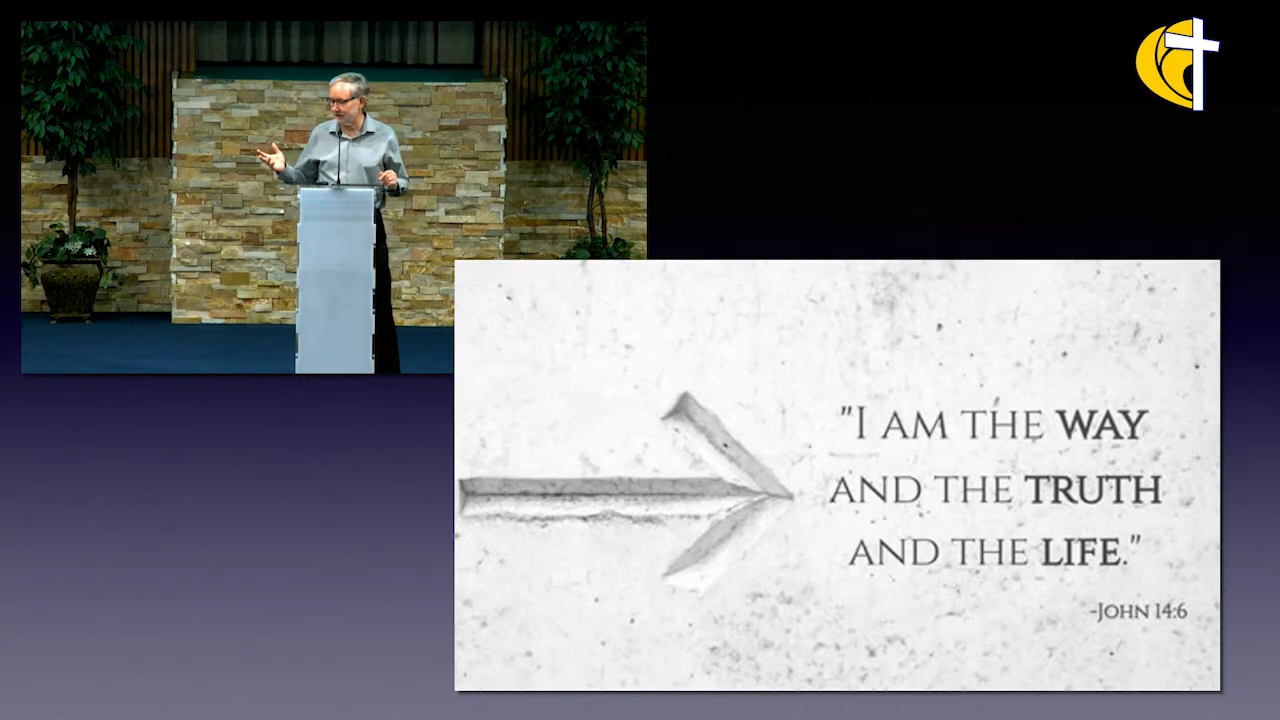 "I AM THE WAY
AND THE TRUTH
AND THE LIFE."
-JOHN 14:6